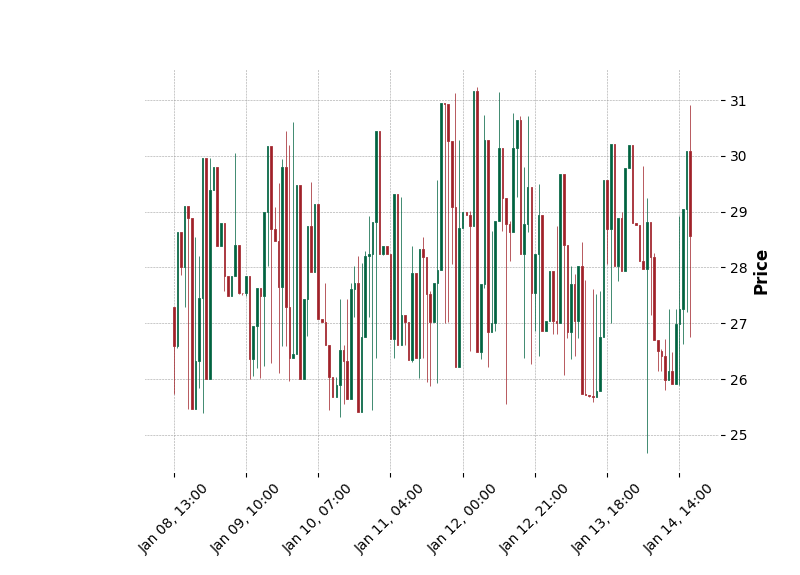 31
30
29
28
27
26
25
Price
Jan 08, 13:00
Jan 09, 10:00
Jan 10, 07:00
Jan 11, 04:00
Jan 12, 00:00
Jan 12, 21:00
Jan 13, 18:00
Jan 14, 14:00